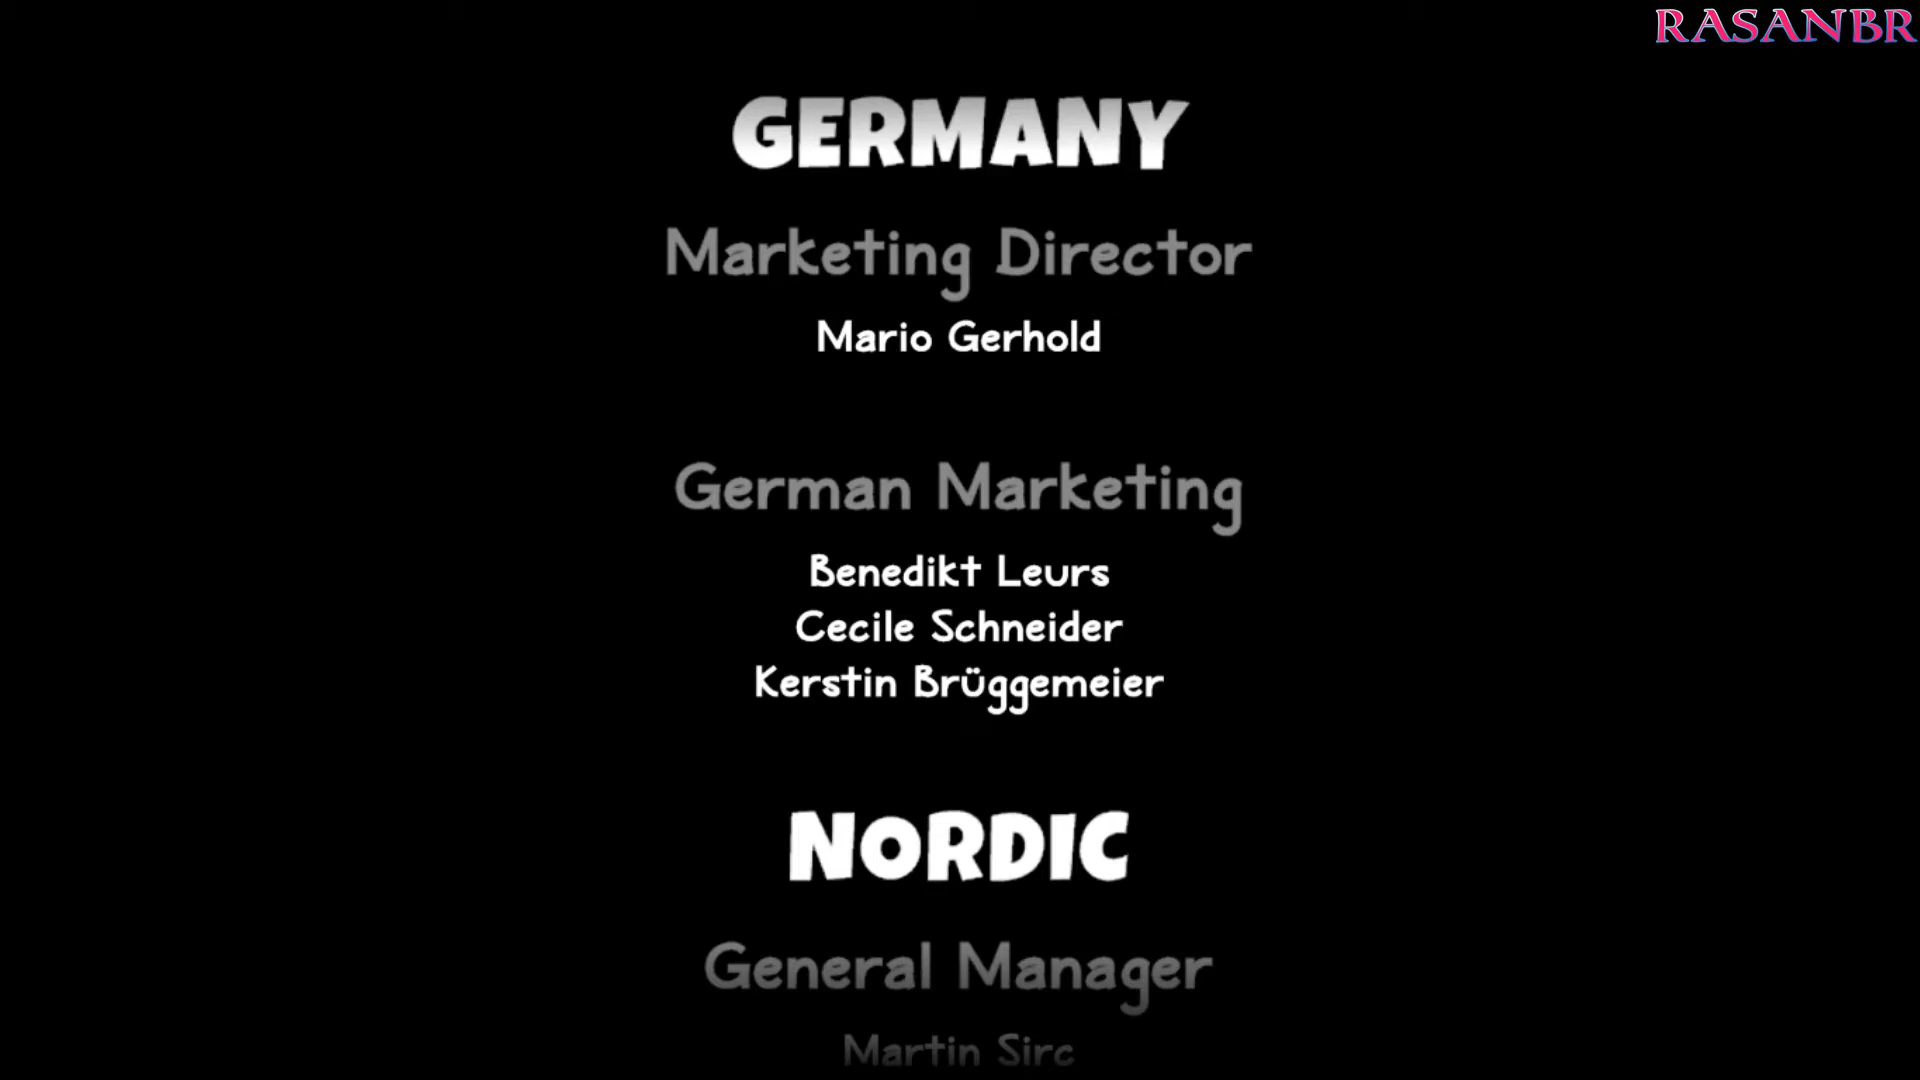 RASANBR
GERMANY
Marketing Director
Mario Gerhold
German Marketing
Benedikt Leurs
Cecile Schneider
Kerstin Brüggemeier
NORDIC
General Manager
Martin Sirc